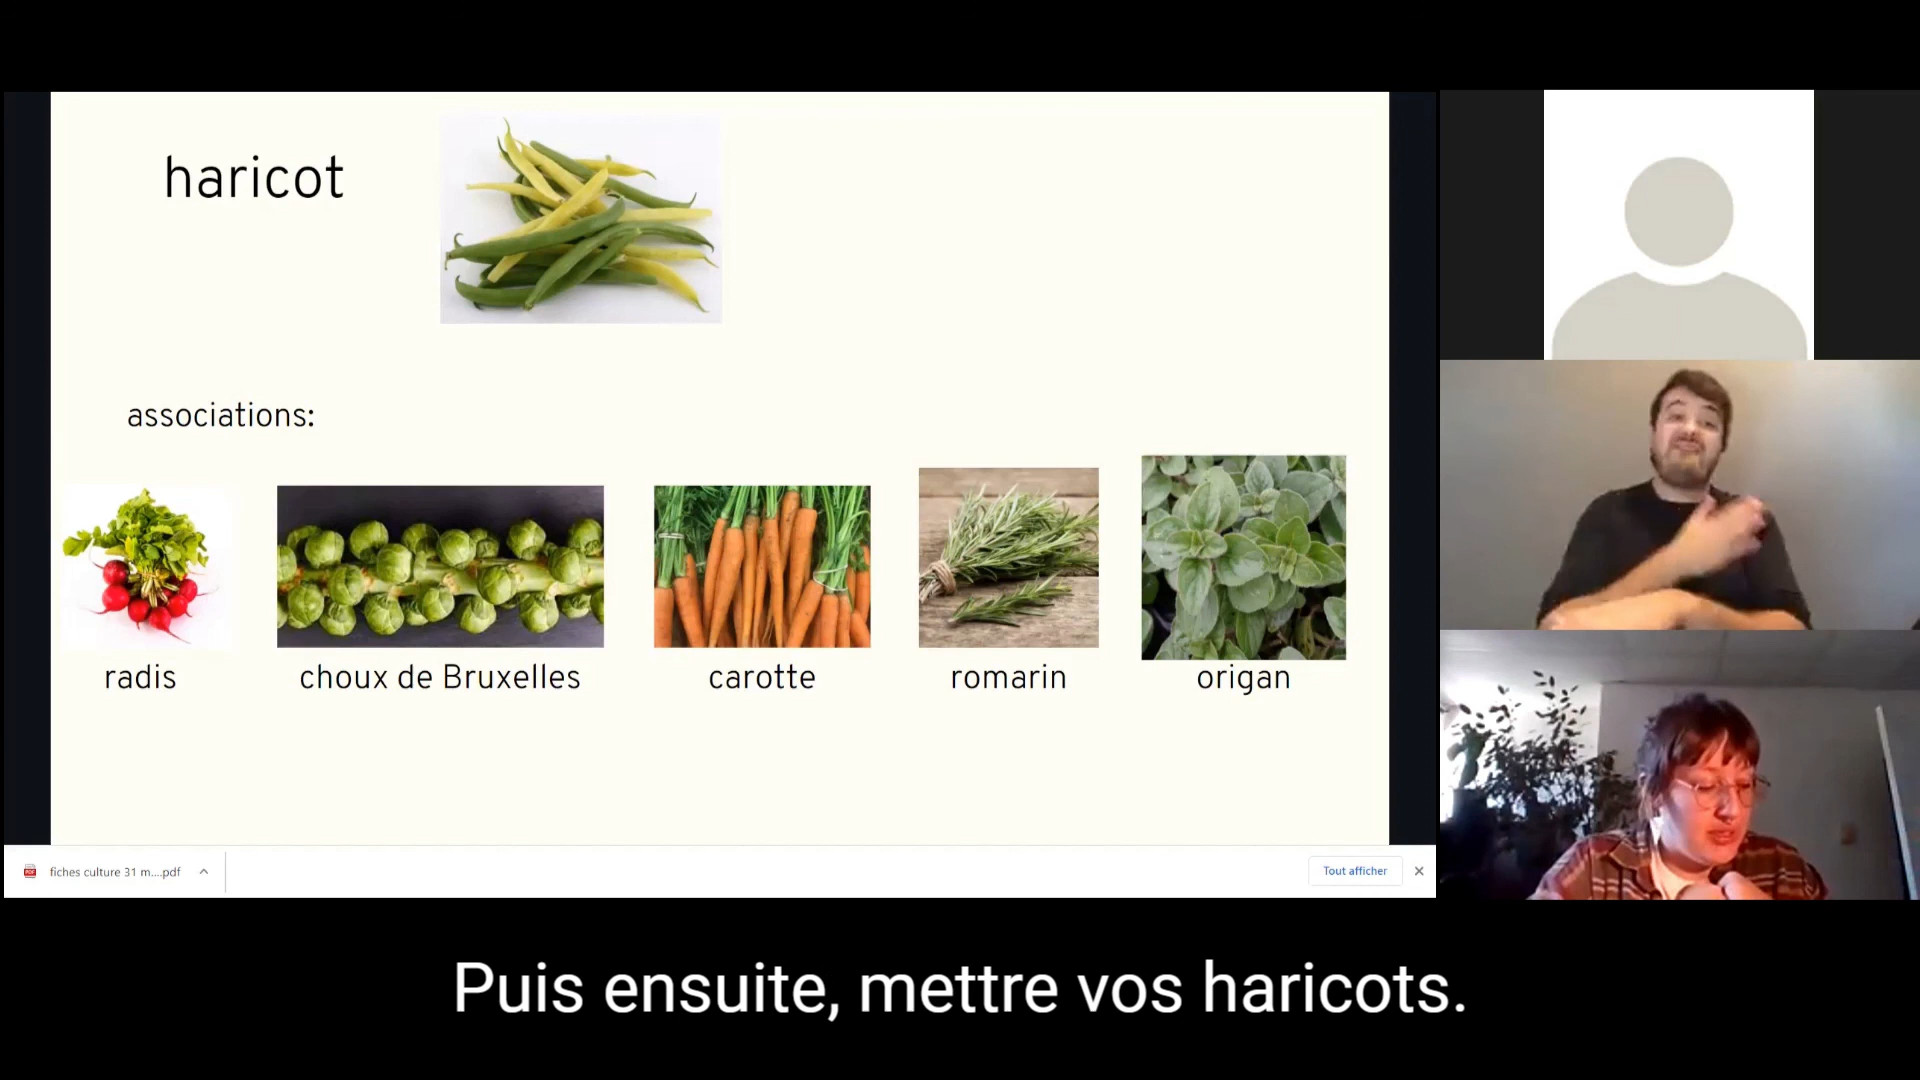 haricot
associations:
radis
choux de Bruxelles
carotte
romarin
origan
fiches culture 31 m....pdf
Tout afficher
Puis ensuite, mettre vos haricots.